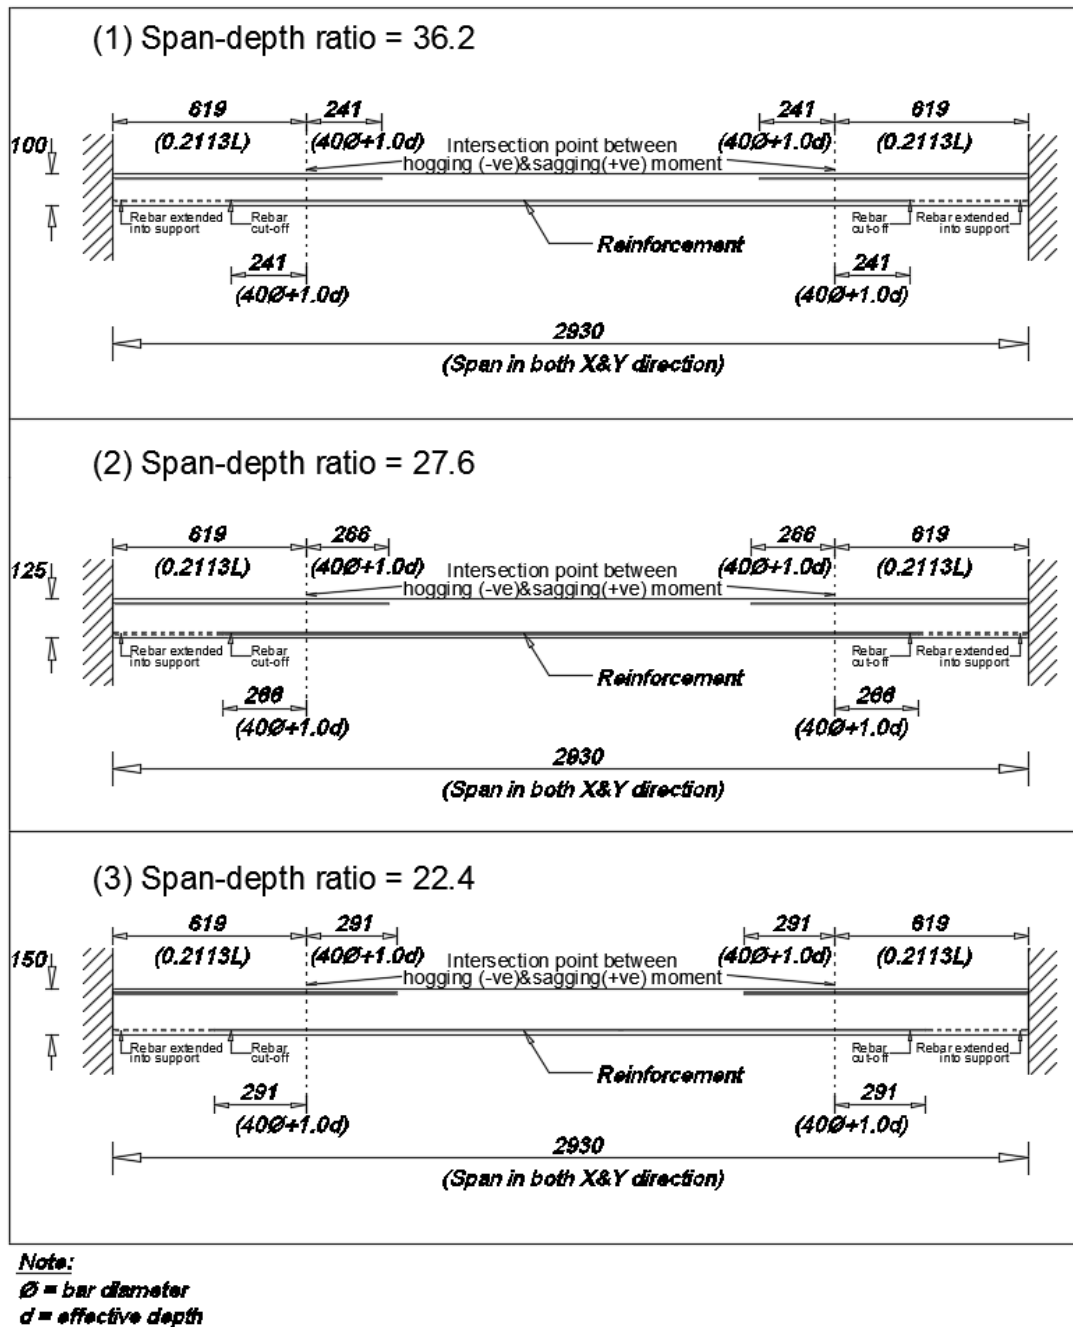 (1) Span-depth ratio = 36.2
619 241 241 619
100 (0.2113L) (40Ø+1.0d) Intersection point between (40Ø+1.0d) (0.2113L)
hogging (-ve)&sagging(+ve) moment
Rebar extended Rebar Rebar Rebar extended
into support cut-off cut-off into support
Reinforcement
241 241
(40Ø+1.0d) (40Ø+1.0d)
2930
(Span in both X&Y direction)
(2) Span-depth ratio = 27.6
619 266 266 619
125 (0.2113L) (40Ø+1.0d) Intersection point between (40Ø+1.0d) (0.2113L)
hogging (-ve)&sagging(+ve) moment
Rebar extended Rebar Rebar Rebar extended
into support cut-off cut-off into support
Reinforcement
266 266
(40Ø+1.0d) (40Ø+1.0d)
2930
(Span in both X&Y direction)
(3) Span-depth ratio = 22.4
619 291 291 619
150 (0.2113L) (40Ø+1.0d) Intersection point between (40Ø+1.0d) (0.2113L)
hogging (-ve)&sagging(+ve) moment
Rebar extended Rebar Rebar Rebar extended
into support cut-off cut-off into support
Reinforcement
291 291
(40Ø+1.0d) (40Ø+1.0d)
2930
(Span in both X&Y direction)
Note:
Ø = bar diameter
d = effective depth